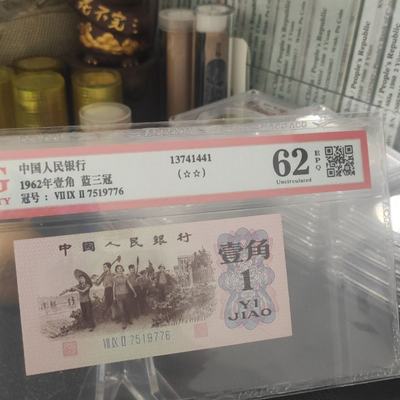 People's Republic
中国人民银行
1962年壹角 蓝三冠
冠号：VII IX II 7519776
13741441
(☆☆)
62
EPQ
Uncirculated
中國人民銀行
壹角
1
YI
JIAO
VII IX II 7519776